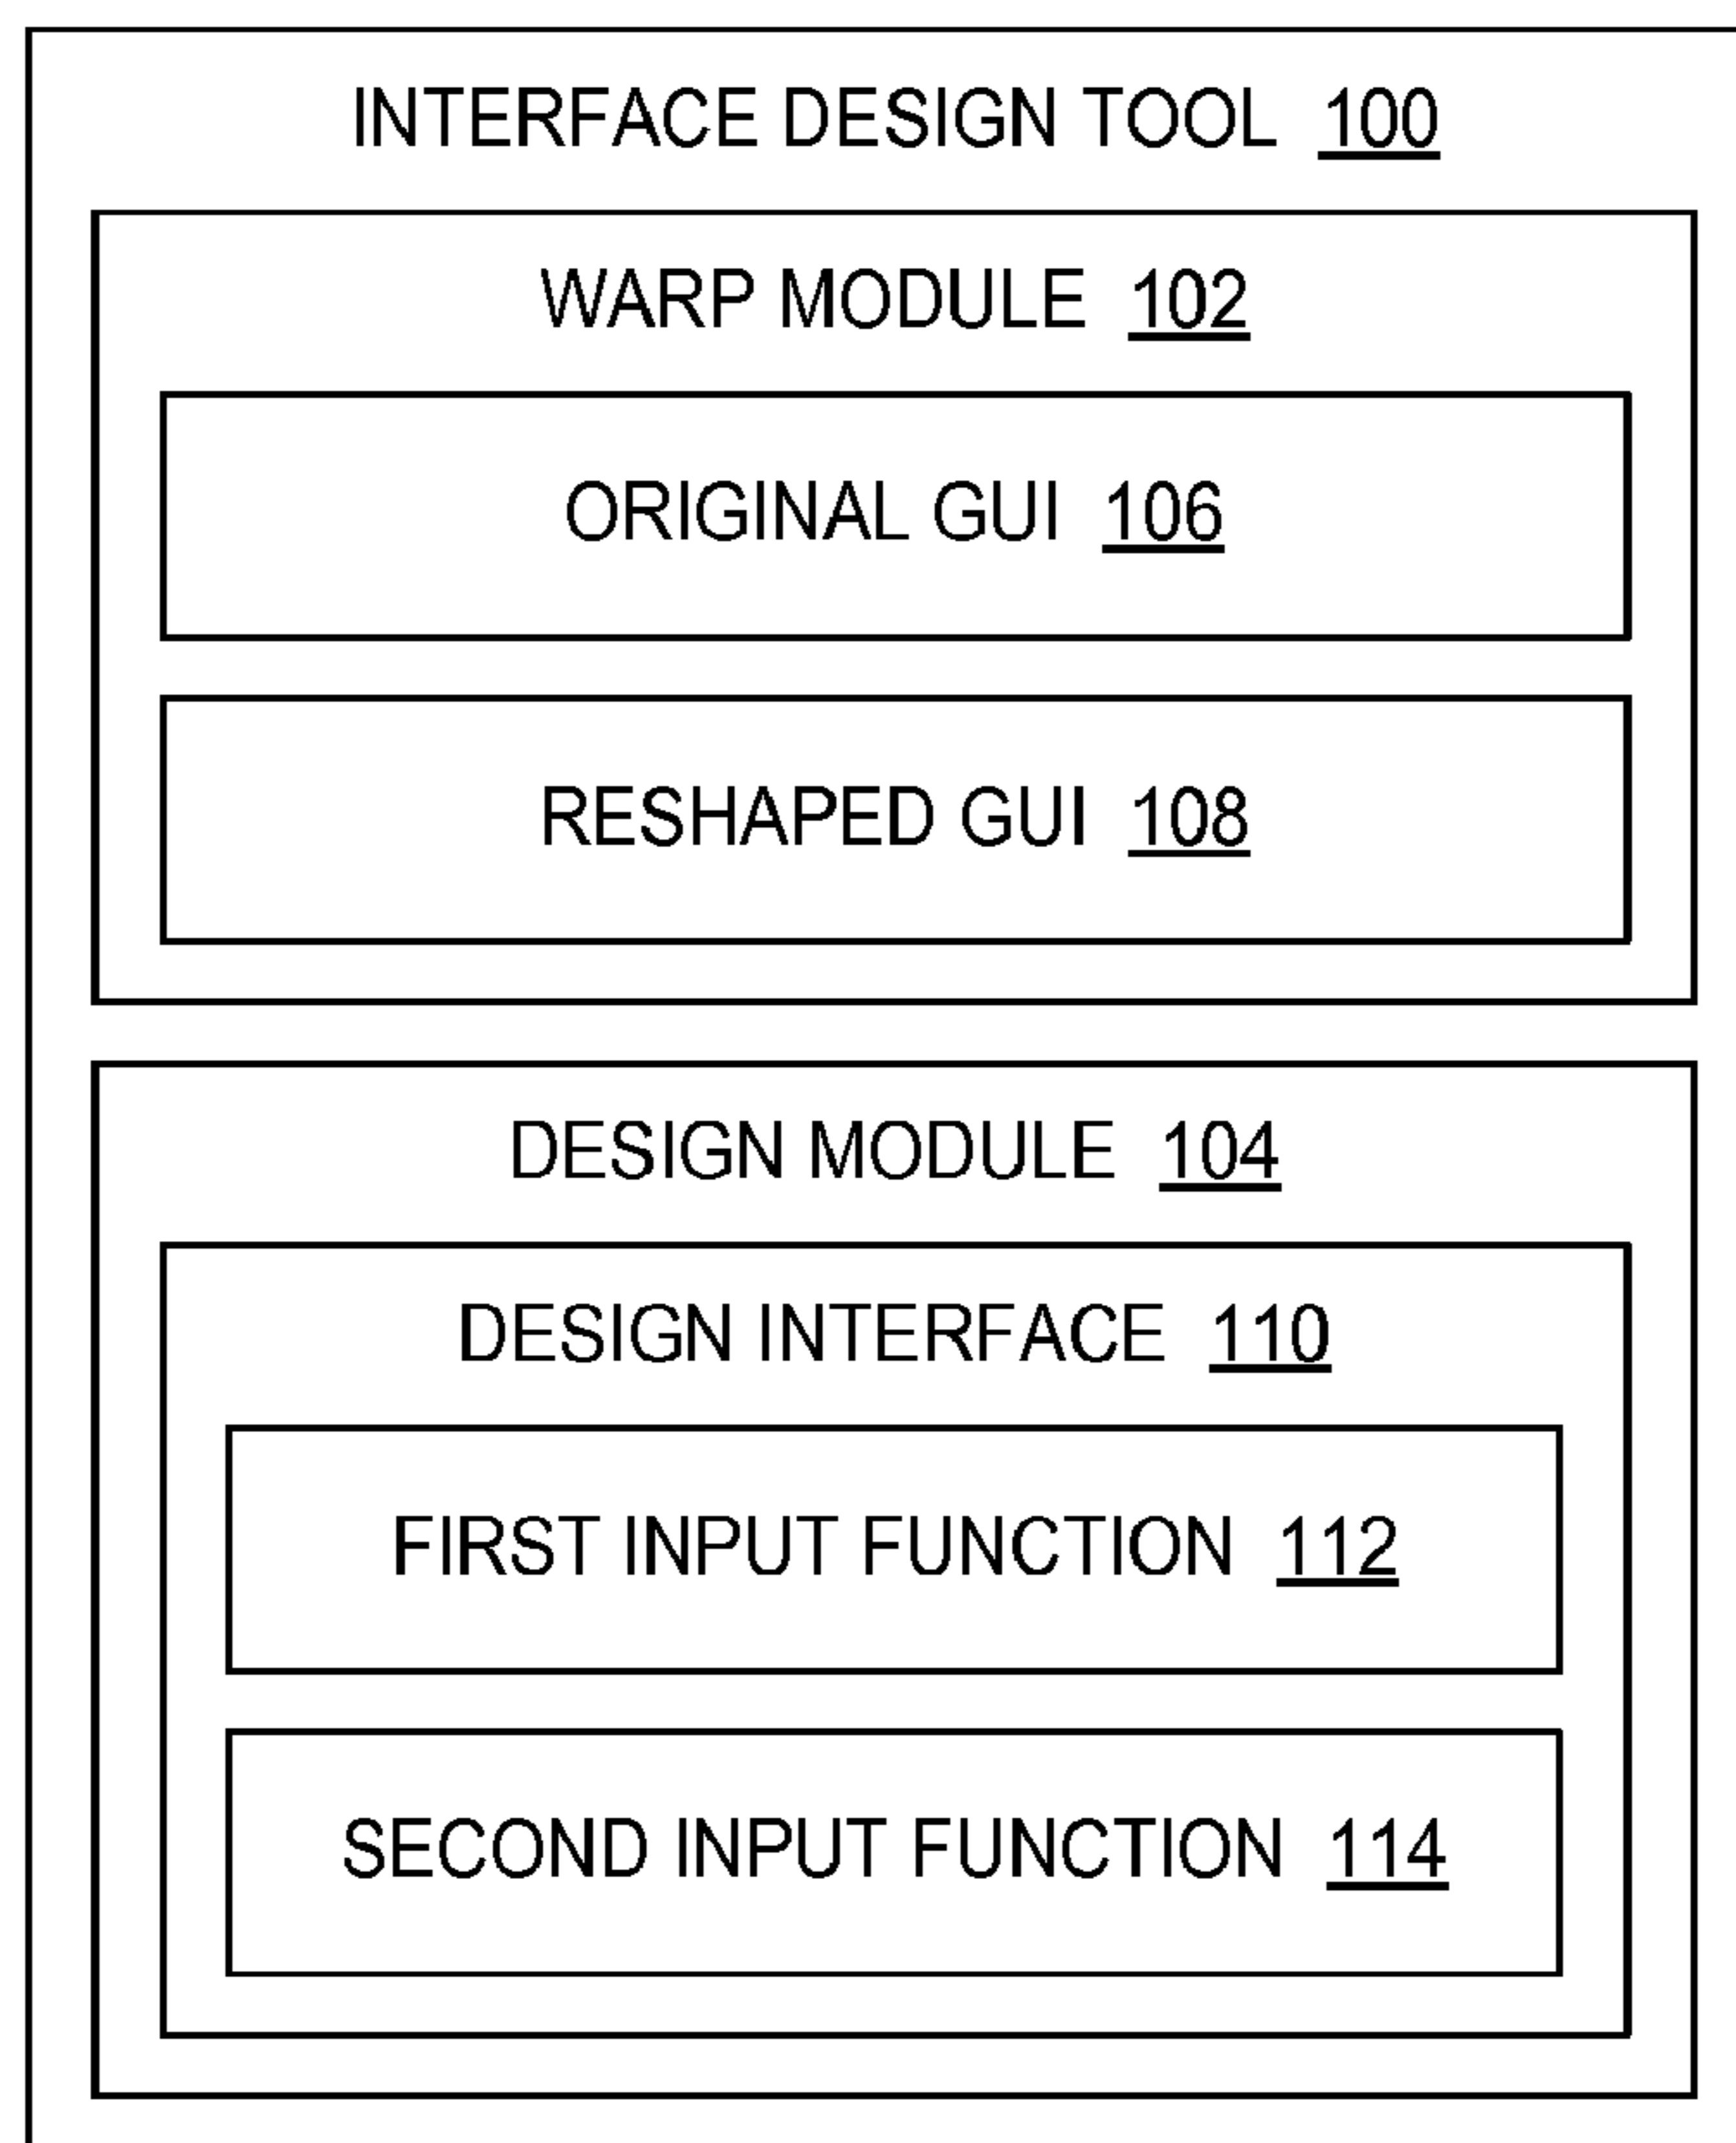 INTERFACE DESIGN TOOL 100
WARP MODULE 102
ORIGINAL GUI 106
RESHAPED GUI 108
DESIGN MODULE 104
DESIGN INTERFACE 110
FIRST INPUT FUNCTION 112
SECOND INPUT FUNCTION 114